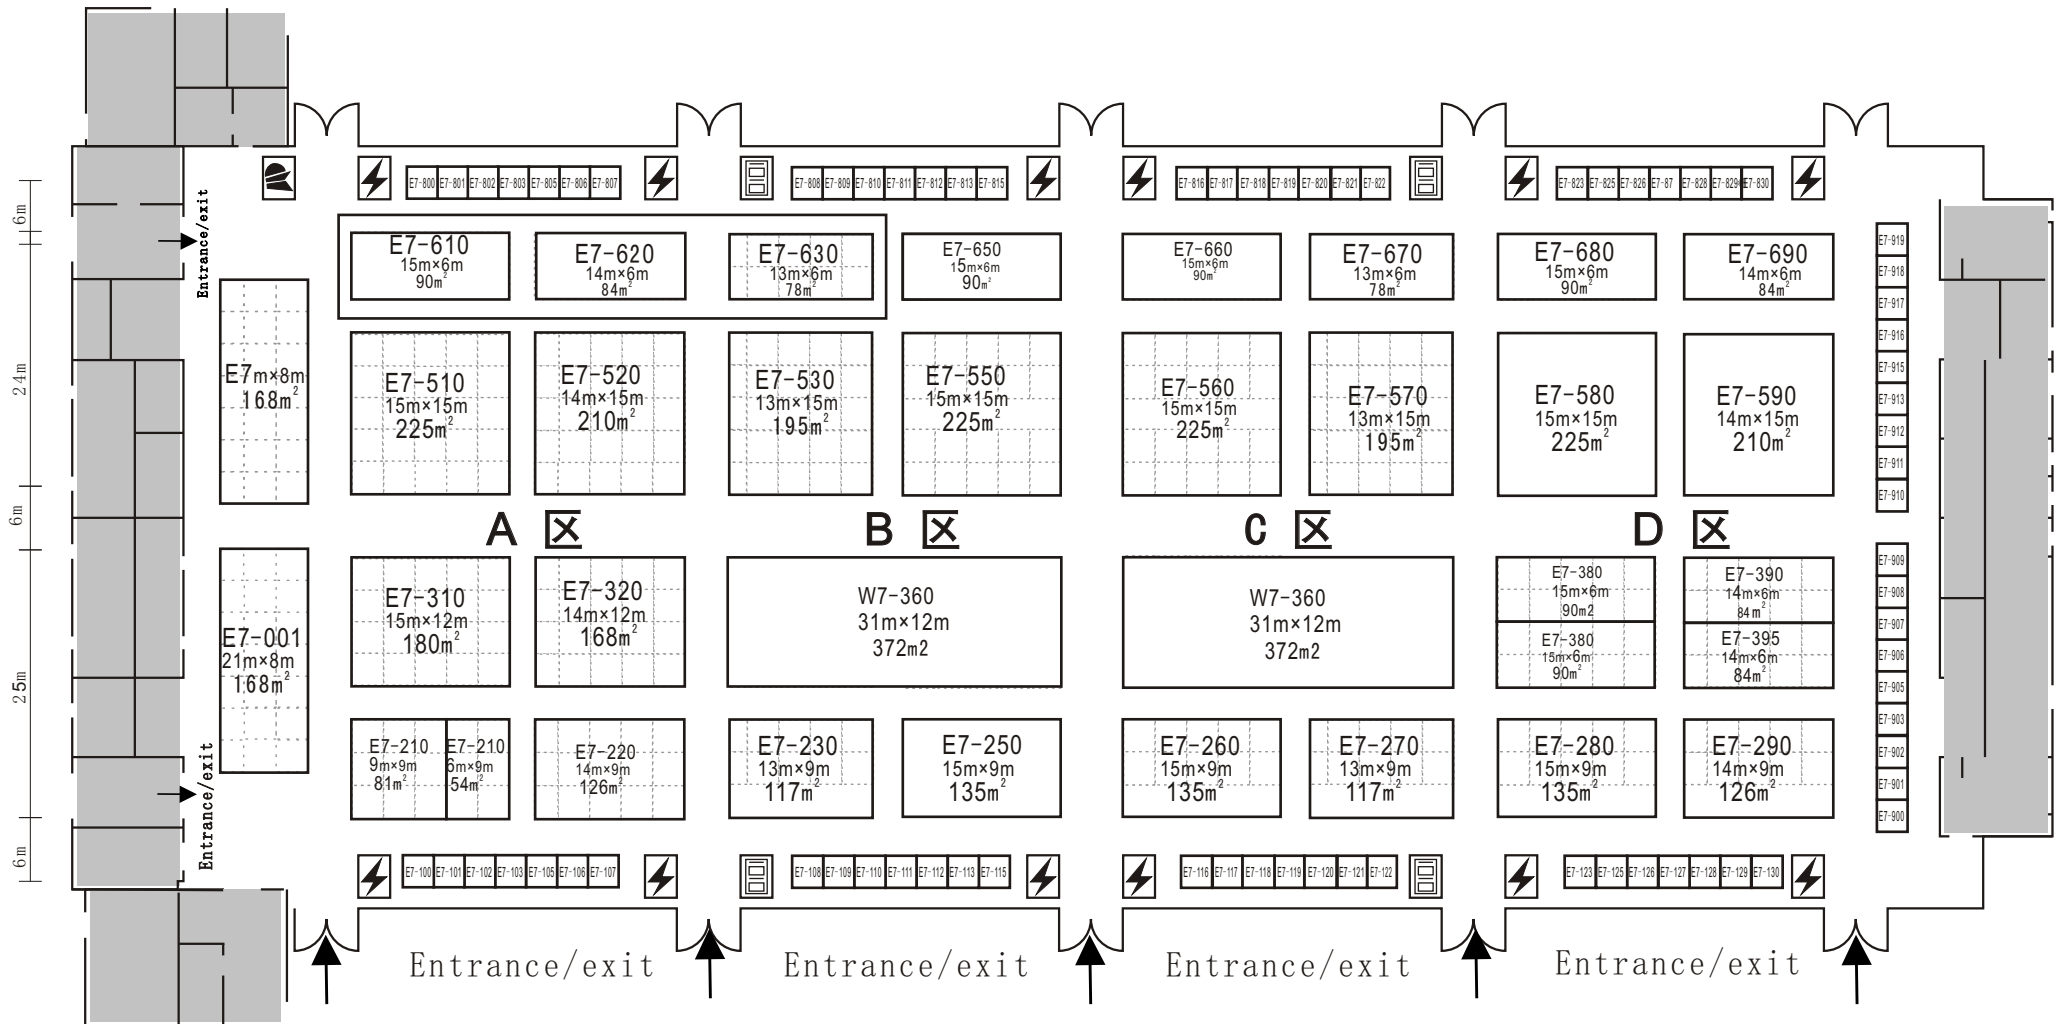 E7-800 E7-801 E7-802 E7-803 E7-805 E7-806 E7-807
E7-808 E7-809 E7-810 E7-811 E7-812 E7-813 E7-815
E7-816 E7-817 E7-818 E7-819 E7-820 E7-821 E7-822
E7-823 E7-825 E7-826 E7-87 E7-828 E7-829 E7-830
6m
24m
6m
25m
6m
Entrance/exit
Entrance/exit
E7m×8m
168m²
E7-001
21m×8m
168m²
E7-610
15m×6m
90m²
E7-620
14m×6m
84m²
E7-630
13m×6m
78m²
E7-650
15m×6m
90m²
E7-660
15m×6m
90m²
E7-670
13m×6m
78m²
E7-680
15m×6m
90m²
E7-690
14m×6m
84m²
E7-510
15m×15m
225m²
E7-520
14m×15m
210m²
E7-530
13m×15m
195m²
E7-550
15m×15m
225m²
E7-560
15m×15m
225m²
E7-570
13m×15m
195m²
E7-580
15m×15m
225m²
E7-590
14m×15m
210m²
A 区
B 区
C 区
D 区
E7-310
15m×12m
180m²
E7-320
14m×12m
168m²
W7-360
31m×12m
372m2
W7-360
31m×12m
372m2
E7-380
15m×6m
90m2
E7-380
15m×6m
90m²
E7-390
14m×6m
84m²
E7-395
14m×6m
84m²
E7-210
9m×9m
81m²
E7-210
6m×9m
54m²
E7-220
14m×9m
126m²
E7-230
13m×9m
117m²
E7-250
15m×9m
135m²
E7-260
15m×9m
135m²
E7-270
13m×9m
117m²
E7-280
15m×9m
135m²
E7-290
14m×9m
126m²
E7-919
E7-918
E7-917
E7-916
E7-915
E7-913
E7-912
E7-911
E7-910
E7-909
E7-908
E7-907
E7-906
E7-905
E7-903
E7-902
E7-901
E7-900
E7-100 E7-101 E7-102 E7-103 E7-105 E7-106 E7-107
E7-108 E7-109 E7-110 E7-111 E7-112 E7-113 E7-115
E7-116 E7-117 E7-118 E7-119 E7-120 E7-121 E7-122
E7-123 E7-125 E7-126 E7-127 E7-128 E7-129 E7-130
Entrance/exit
Entrance/exit
Entrance/exit
Entrance/exit